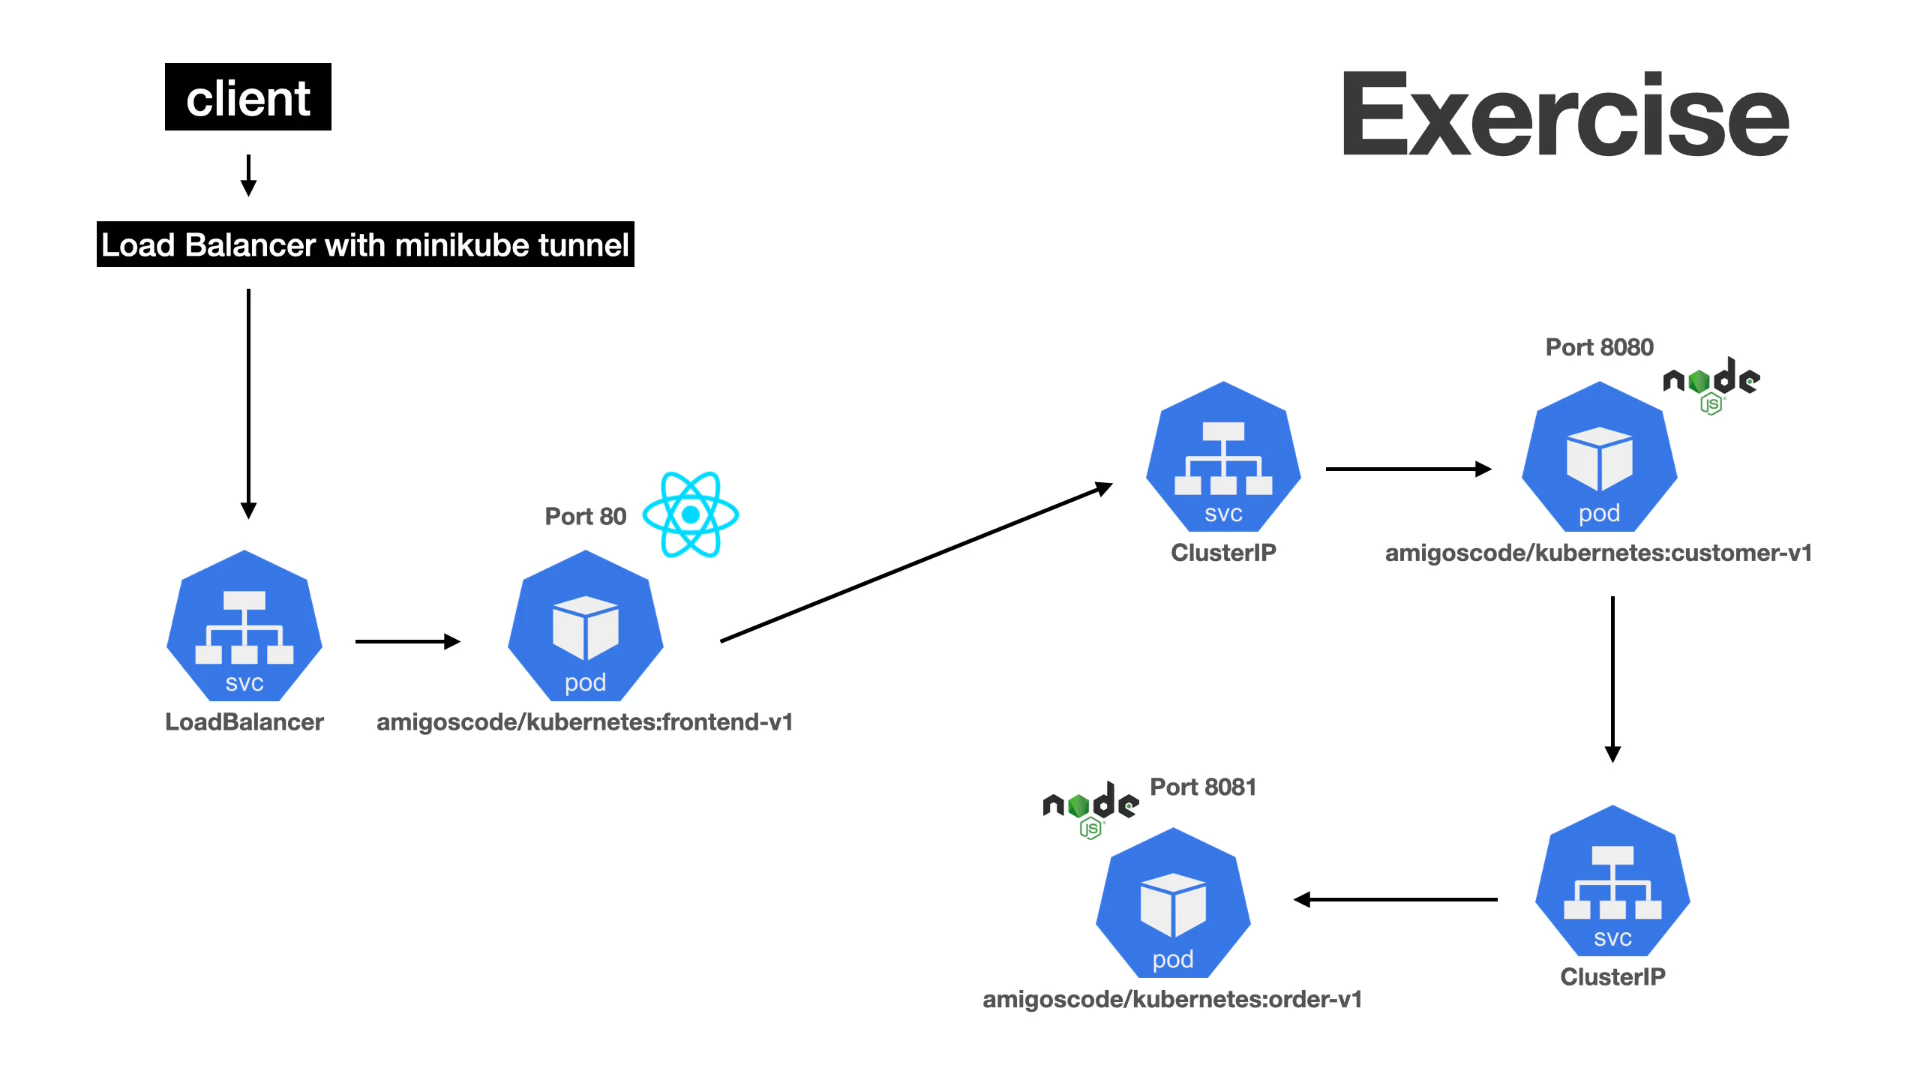 client
Exercise
Load Balancer with minikube tunnel
Port 8080
node
JS
svc
pod
ClusterIP
amigoscode/kubernetes:customer-v1
Port 80
svc
pod
LoadBalancer
amigoscode/kubernetes:frontend-v1
node
JS
Port 8081
pod
svc
amigoscode/kubernetes:order-v1
ClusterIP